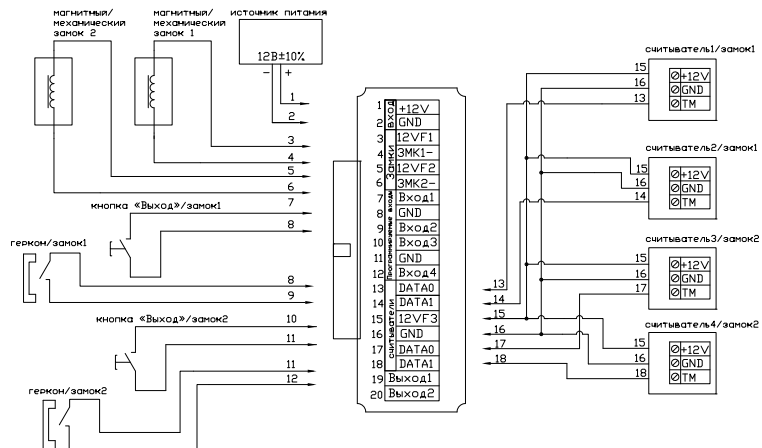 магнитный/
механический
замок 2
магнитный/
механический
замок 1
источник питания
12В±10%
− +
1
2
3
4
5
6
кнопка «Выход»/замок1
7
8
геркон/замок1
8
9
кнопка «Выход»/замок2
10
11
геркон/замок2
11
12
ВХОД
Замки
Программируемые входы
считыватели
1 +12V
2 GND
3 12VF1
4 ЗМК1-
5 12VF2
6 ЗМК2-
7 Вход1
8 GND
9 Вход2
10 Вход3
11 GND
12 Вход4
13 DATA0
14 DATA1
15 12VF3
16 GND
17 DATA0
18 DATA1
19 Выход1
20 Выход2
13
14
15
16
17
18
считыватель1/замок1
15 +12V
16 GND
13 TM
считыватель2/замок1
15 +12V
16 GND
14 TM
считыватель3/замок2
15 +12V
16 GND
17 TM
считыватель4/замок2
15 +12V
16 GND
18 TM